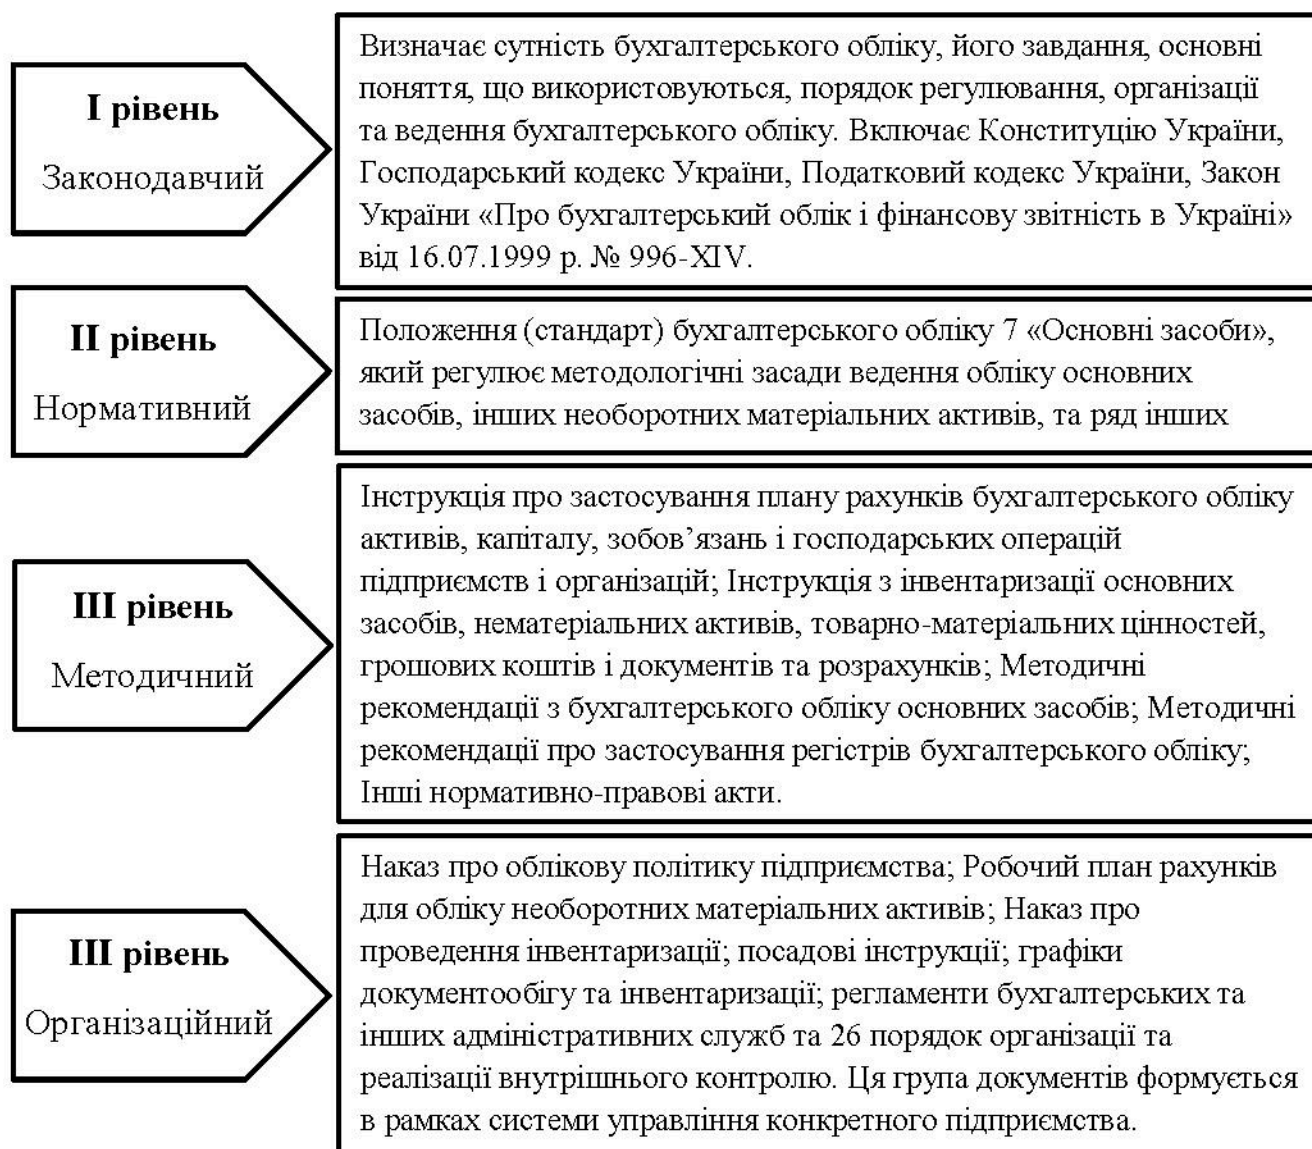 I рівень
Законодавчий
Визначає сутність бухгалтерського обліку, його завдання, основні
поняття, що використовуються, порядок регулювання, організації
та ведення бухгалтерського обліку. Включає Конституцію України,
Господарський кодекс України, Податковий кодекс України, Закон
України «Про бухгалтерський облік і фінансову звітність в Україні»
від 16.07.1999 р. № 996-XIV.
II рівень
Нормативний
Положення (стандарт) бухгалтерського обліку 7 «Основні засоби»,
який регулює методологічні засади ведення обліку основних
засобів, інших необоротних матеріальних активів, та ряд інших
III рівень
Методичний
Інструкція про застосування плану рахунків бухгалтерського обліку
активів, капіталу, зобов’язань і господарських операцій
підприємств і організацій; Інструкція з інвентаризації основних
засобів, нематеріальних активів, товарно-матеріальних цінностей,
грошових коштів і документів та розрахунків; Методичні
рекомендації з бухгалтерського обліку основних засобів; Методичні
рекомендації про застосування регістрів бухгалтерського обліку;
Інші нормативно-правові акти.
III рівень
Організаційний
Наказ про облікову політику підприємства; Робочий план рахунків
для обліку необоротних матеріальних активів; Наказ про
проведення інвентаризації; посадові інструкції; графіки
документообігу та інвентаризації; регламенти бухгалтерських та
інших адміністративних служб та 26 порядок організації та
реалізації внутрішнього контролю. Ця група документів формується
в рамках системи управління конкретного підприємства.